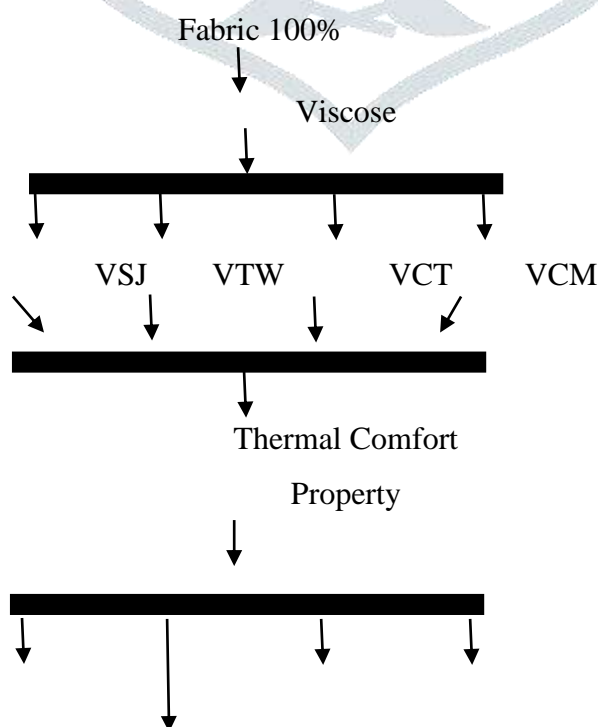 Fabric 100%
Viscose
VSJ VTW VCT VCM
Thermal Comfort
Property